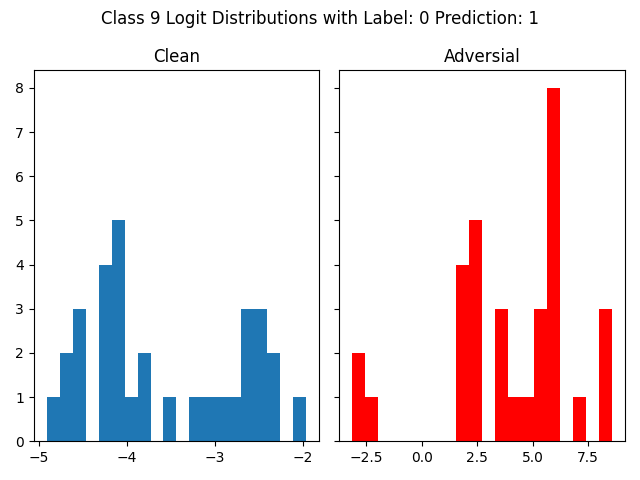 Class 9 Logit Distributions with Label: 0 Prediction: 1
Clean
Adversial
8
7
6
5
4
3
2
1
0
−5 −4 −3 −2
−2.5 0.0 2.5 5.0 7.5